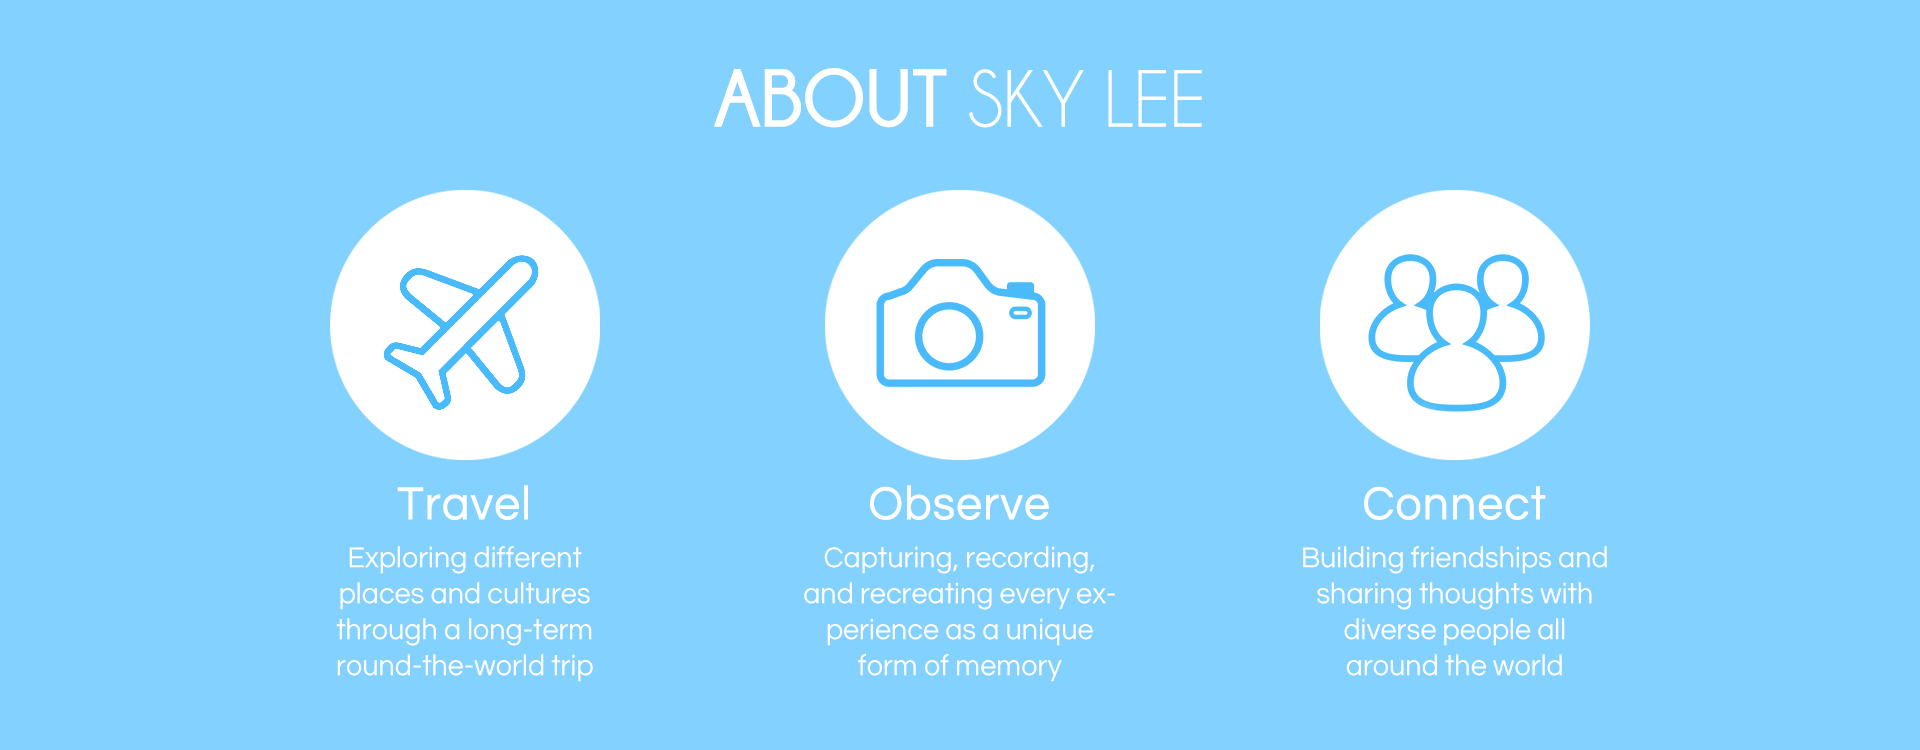 ABOUT SKY LEE
Travel
Exploring different
places and cultures
through a long-term
round-the-world trip
Observe
Capturing, recording,
and recreating every ex-
perience as a unique
form of memory
Connect
Building friendships and
sharing thoughts with
diverse people all
around the world